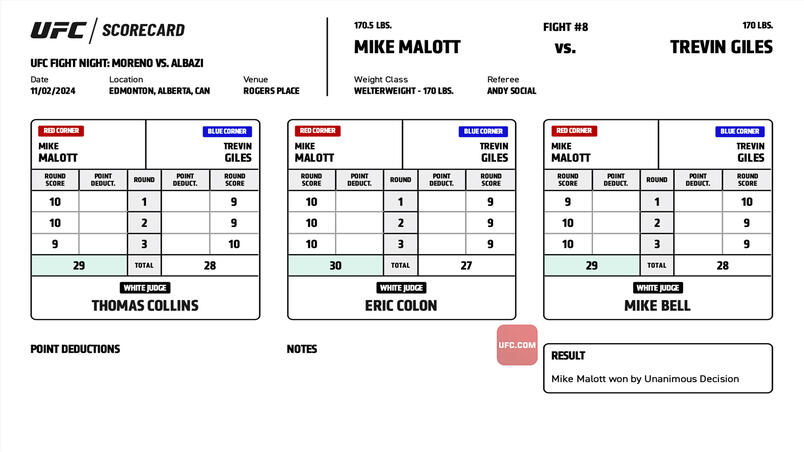 UFC / SCORECARD
UFC FIGHT NIGHT: MORENO VS. ALBAZI
Date Location Venue
11/02/2024 EDMONTON, ALBERTA, CAN ROGERS PLACE
170.5 LBS. FIGHT #8 170 LBS.
MIKE MALOTT vs. TREVIN GILES
Weight Class Referee
WELTERWEIGHT - 170 LBS. ANDY SOCIAL
RED CORNER BLUE CORNER
MIKE TREVIN
MALOTT GILES
ROUND SCORE POINT DEDUCT. ROUND POINT DEDUCT. ROUND SCORE
10 1 9
10 2 9
9 3 10
29 TOTAL 28
WHITE JUDGE
THOMAS COLLINS
RED CORNER BLUE CORNER
MIKE TREVIN
MALOTT GILES
ROUND SCORE POINT DEDUCT. ROUND POINT DEDUCT. ROUND SCORE
10 1 9
10 2 9
10 3 9
30 TOTAL 27
WHITE JUDGE
ERIC COLON
RED CORNER BLUE CORNER
MIKE TREVIN
MALOTT GILES
ROUND SCORE POINT DEDUCT. ROUND POINT DEDUCT. ROUND SCORE
9 1 10
10 2 9
10 3 9
29 TOTAL 28
WHITE JUDGE
MIKE BELL
POINT DEDUCTIONS
NOTES
UFC.COM
RESULT
Mike Malott won by Unanimous Decision